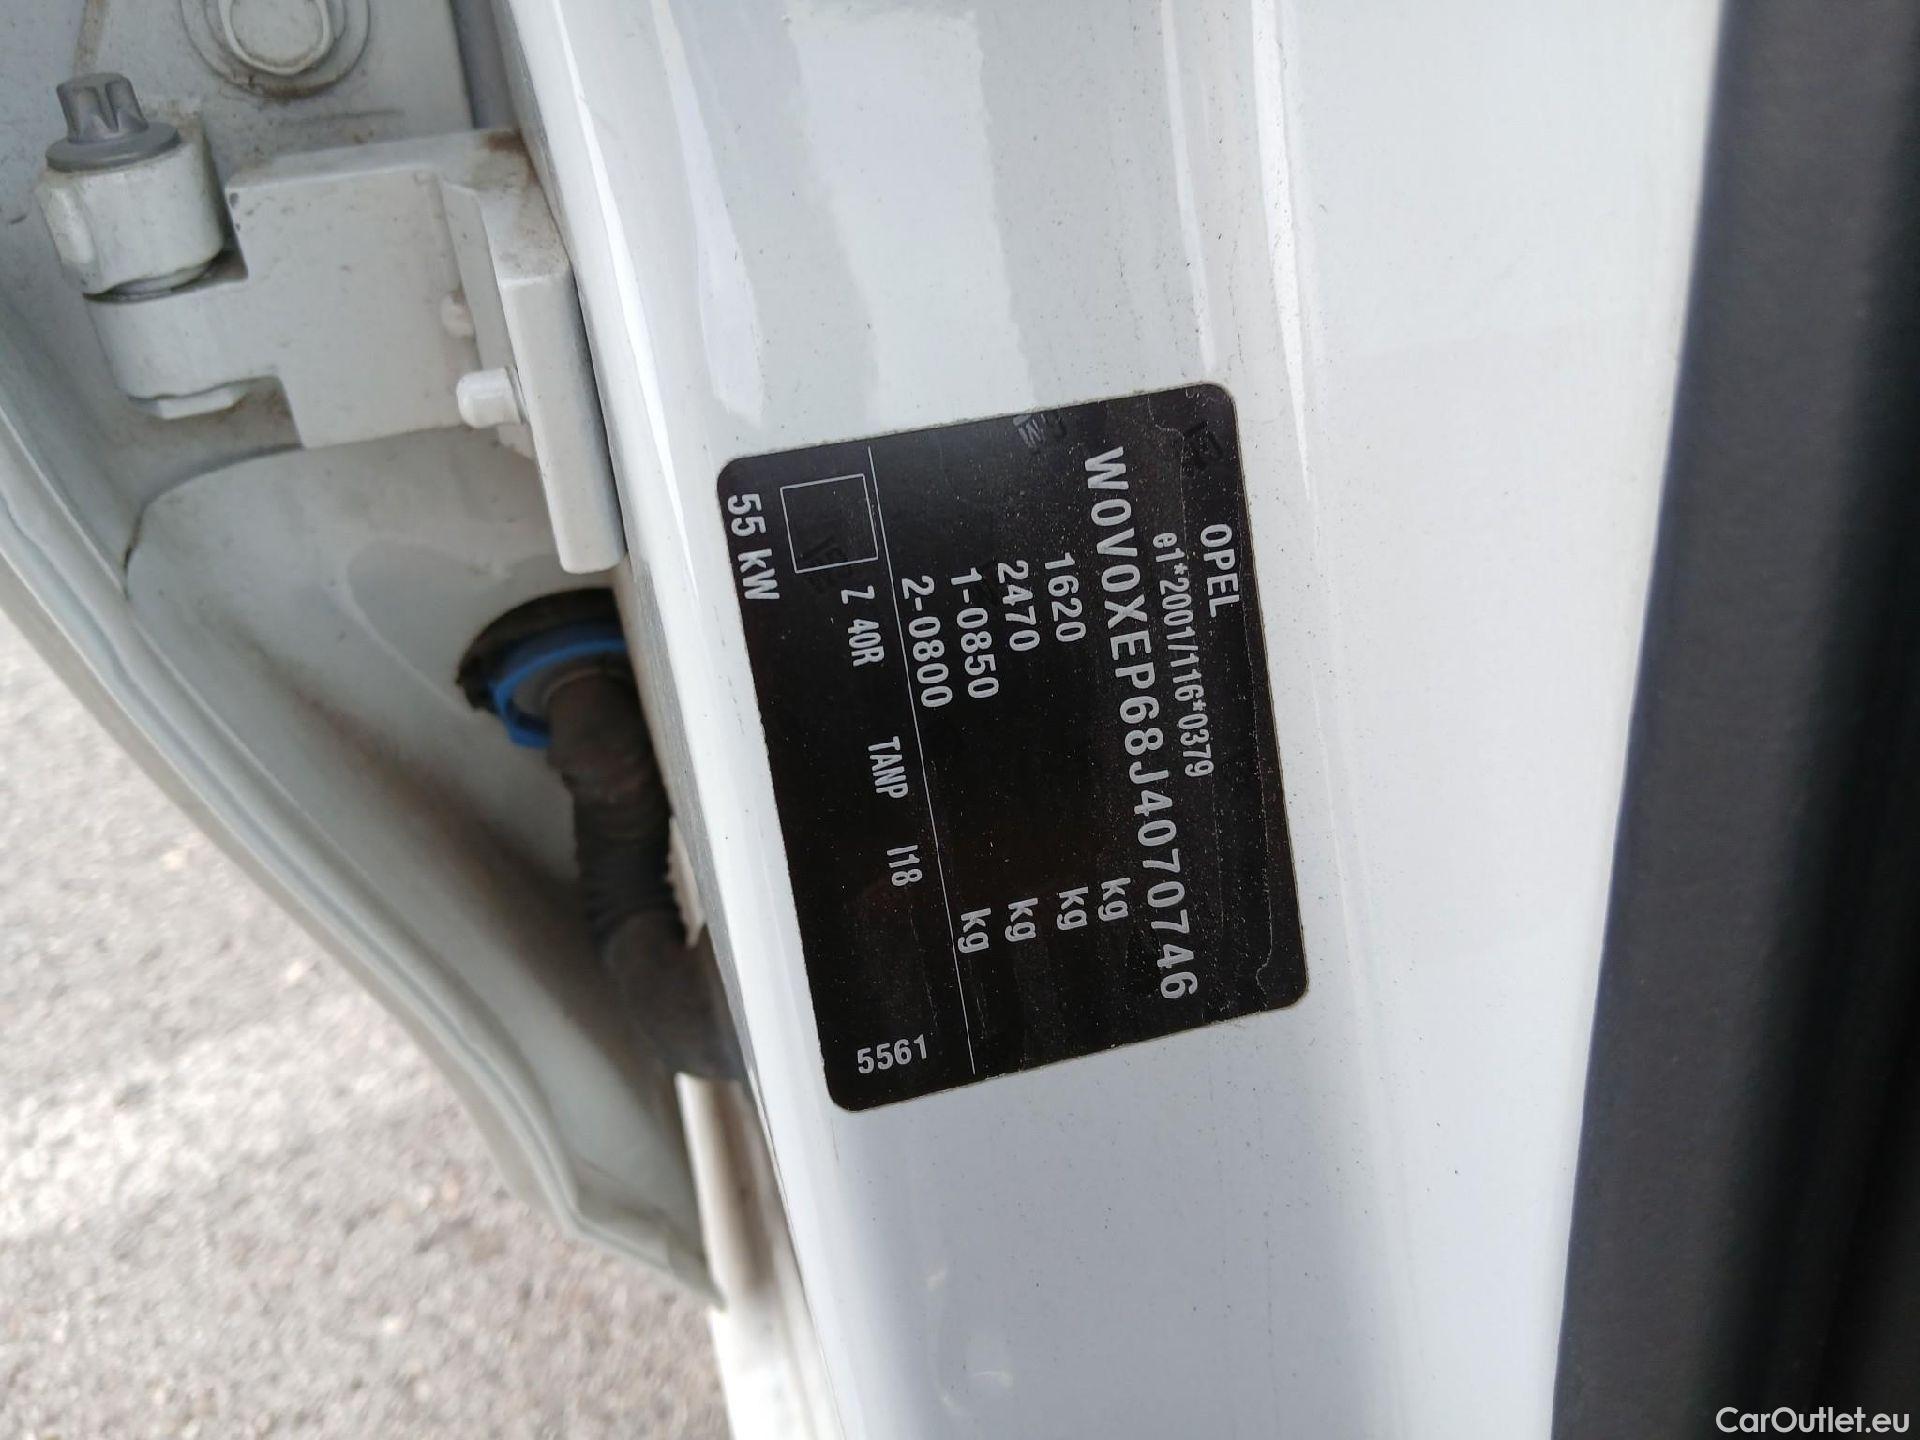 OPEL
e1*2001/116*0379
W0V0XEP68J4070746
1620 kg
2470 kg
1-0850 kg
2-0800 kg
Z 40R TANP I18 5561
55 kW
CarOutlet.eu